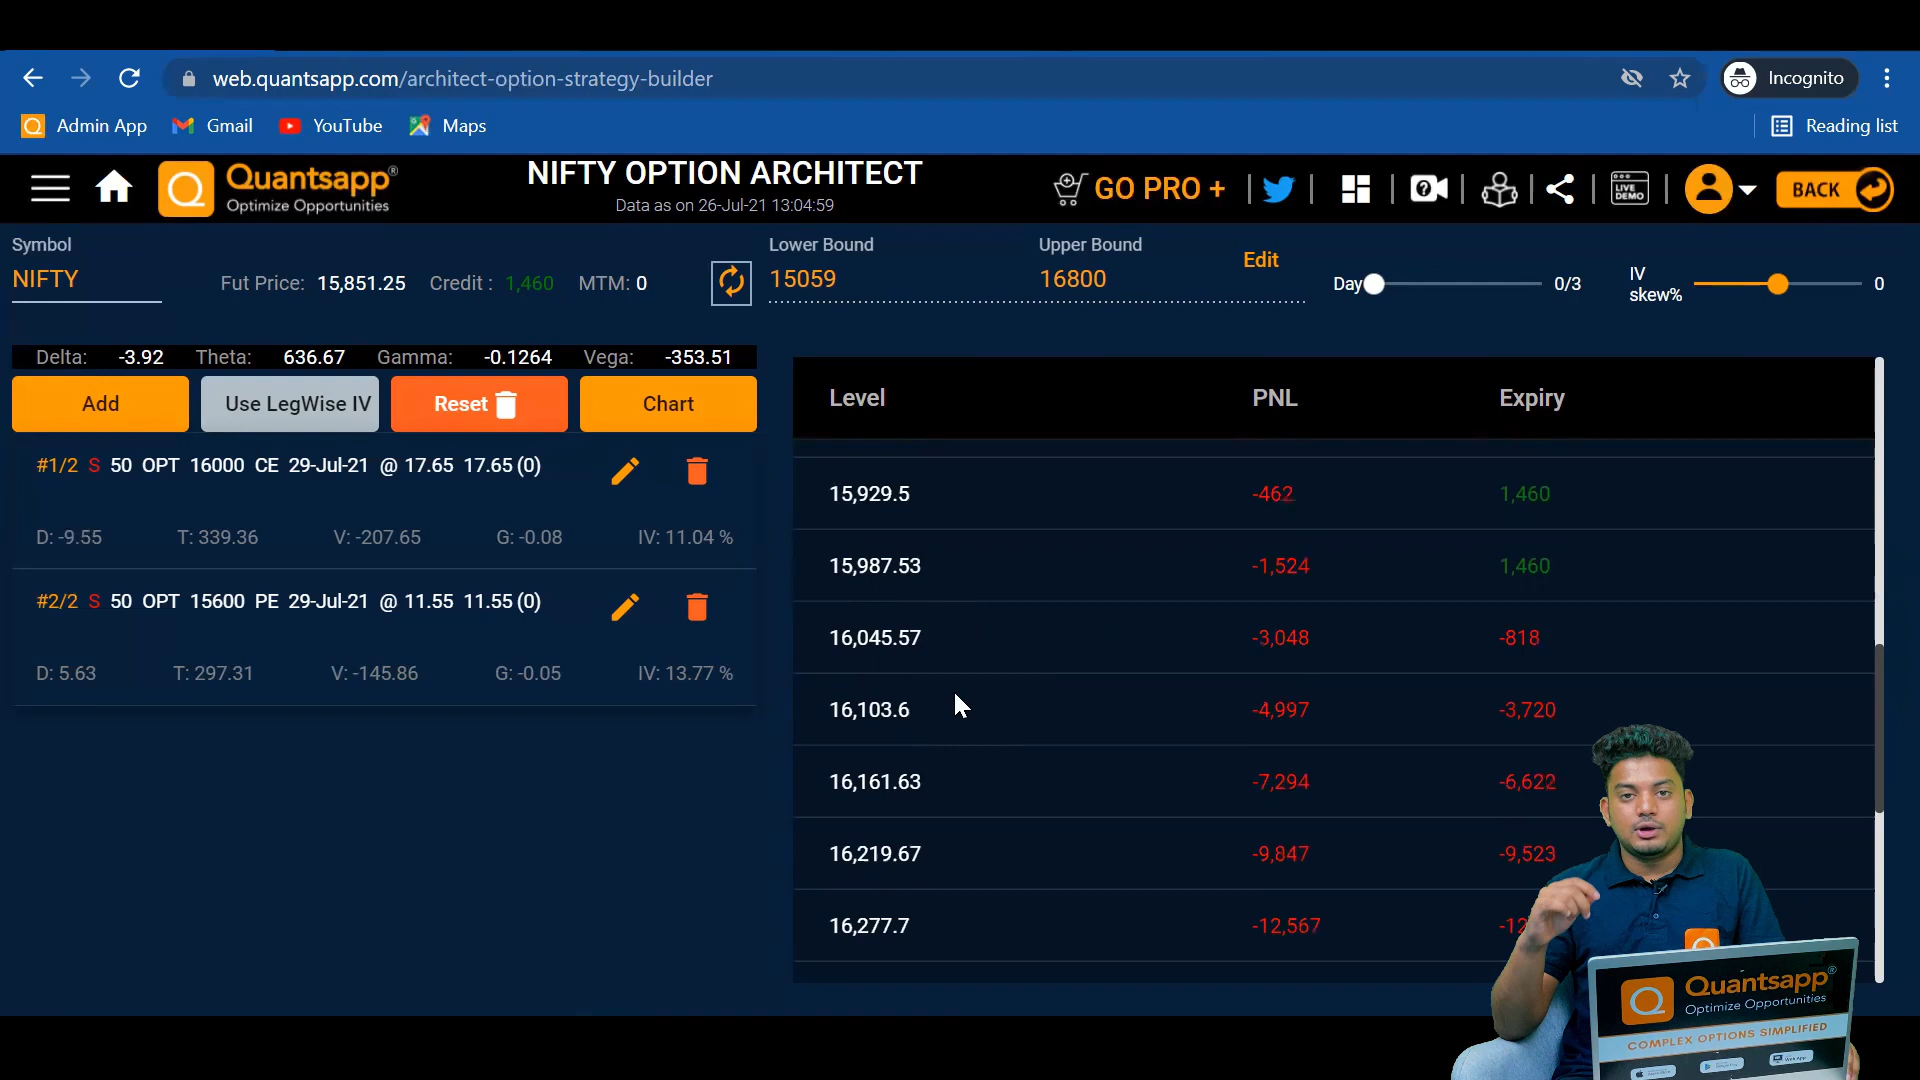 web.quantsapp.com/architect-option-strategy-builder
Incognito
Admin App
Gmail
YouTube
Maps
Reading list
Quantsapp®
Optimize Opportunities
NIFTY OPTION ARCHITECT
Data as on 26-Jul-21 13:04:59
GO PRO +
LIVE DEMO
BACK
Symbol
NIFTY
Fut Price: 15,851.25 Credit : 1,460 MTM: 0
Lower Bound
15059
Upper Bound
16800
Edit
Day 0/3
IV skew% 0
Delta: -3.92 Theta: 636.67 Gamma: -0.1264 Vega: -353.51
Add
Use LegWise IV
Reset
Chart
#1/2 S 50 OPT 16000 CE 29-Jul-21 @ 17.65 17.65 (0)
D: -9.55 T: 339.36 V: -207.65 G: -0.08 IV: 11.04 %
#2/2 S 50 OPT 15600 PE 29-Jul-21 @ 11.55 11.55 (0)
D: 5.63 T: 297.31 V: -145.86 G: -0.05 IV: 13.77 %
Level PNL Expiry
15,929.5 -462 1,460
15,987.53 -1,524 1,460
16,045.57 -3,048 -818
16,103.6 -4,997 -3,720
16,161.63 -7,294 -6,622
16,219.67 -9,847 -9,523
16,277.7 -12,567
Quantsapp®
Optimize Opportunities
COMPLEX OPTIONS SIMPLIFIED